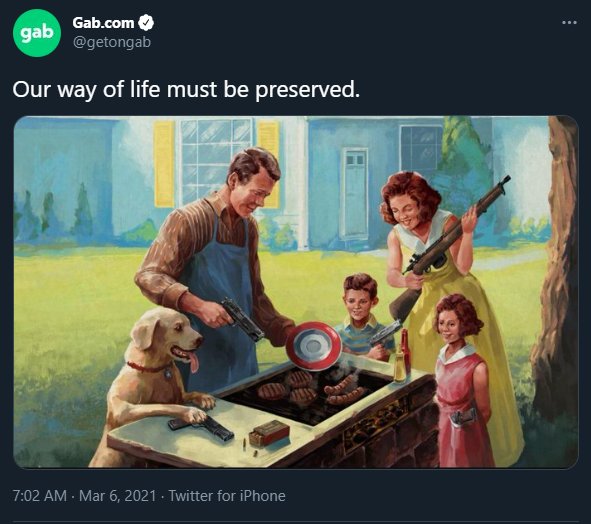 gab
Gab.com
@getongab
Our way of life must be preserved.
7:02 AM · Mar 6, 2021 · Twitter for iPhone